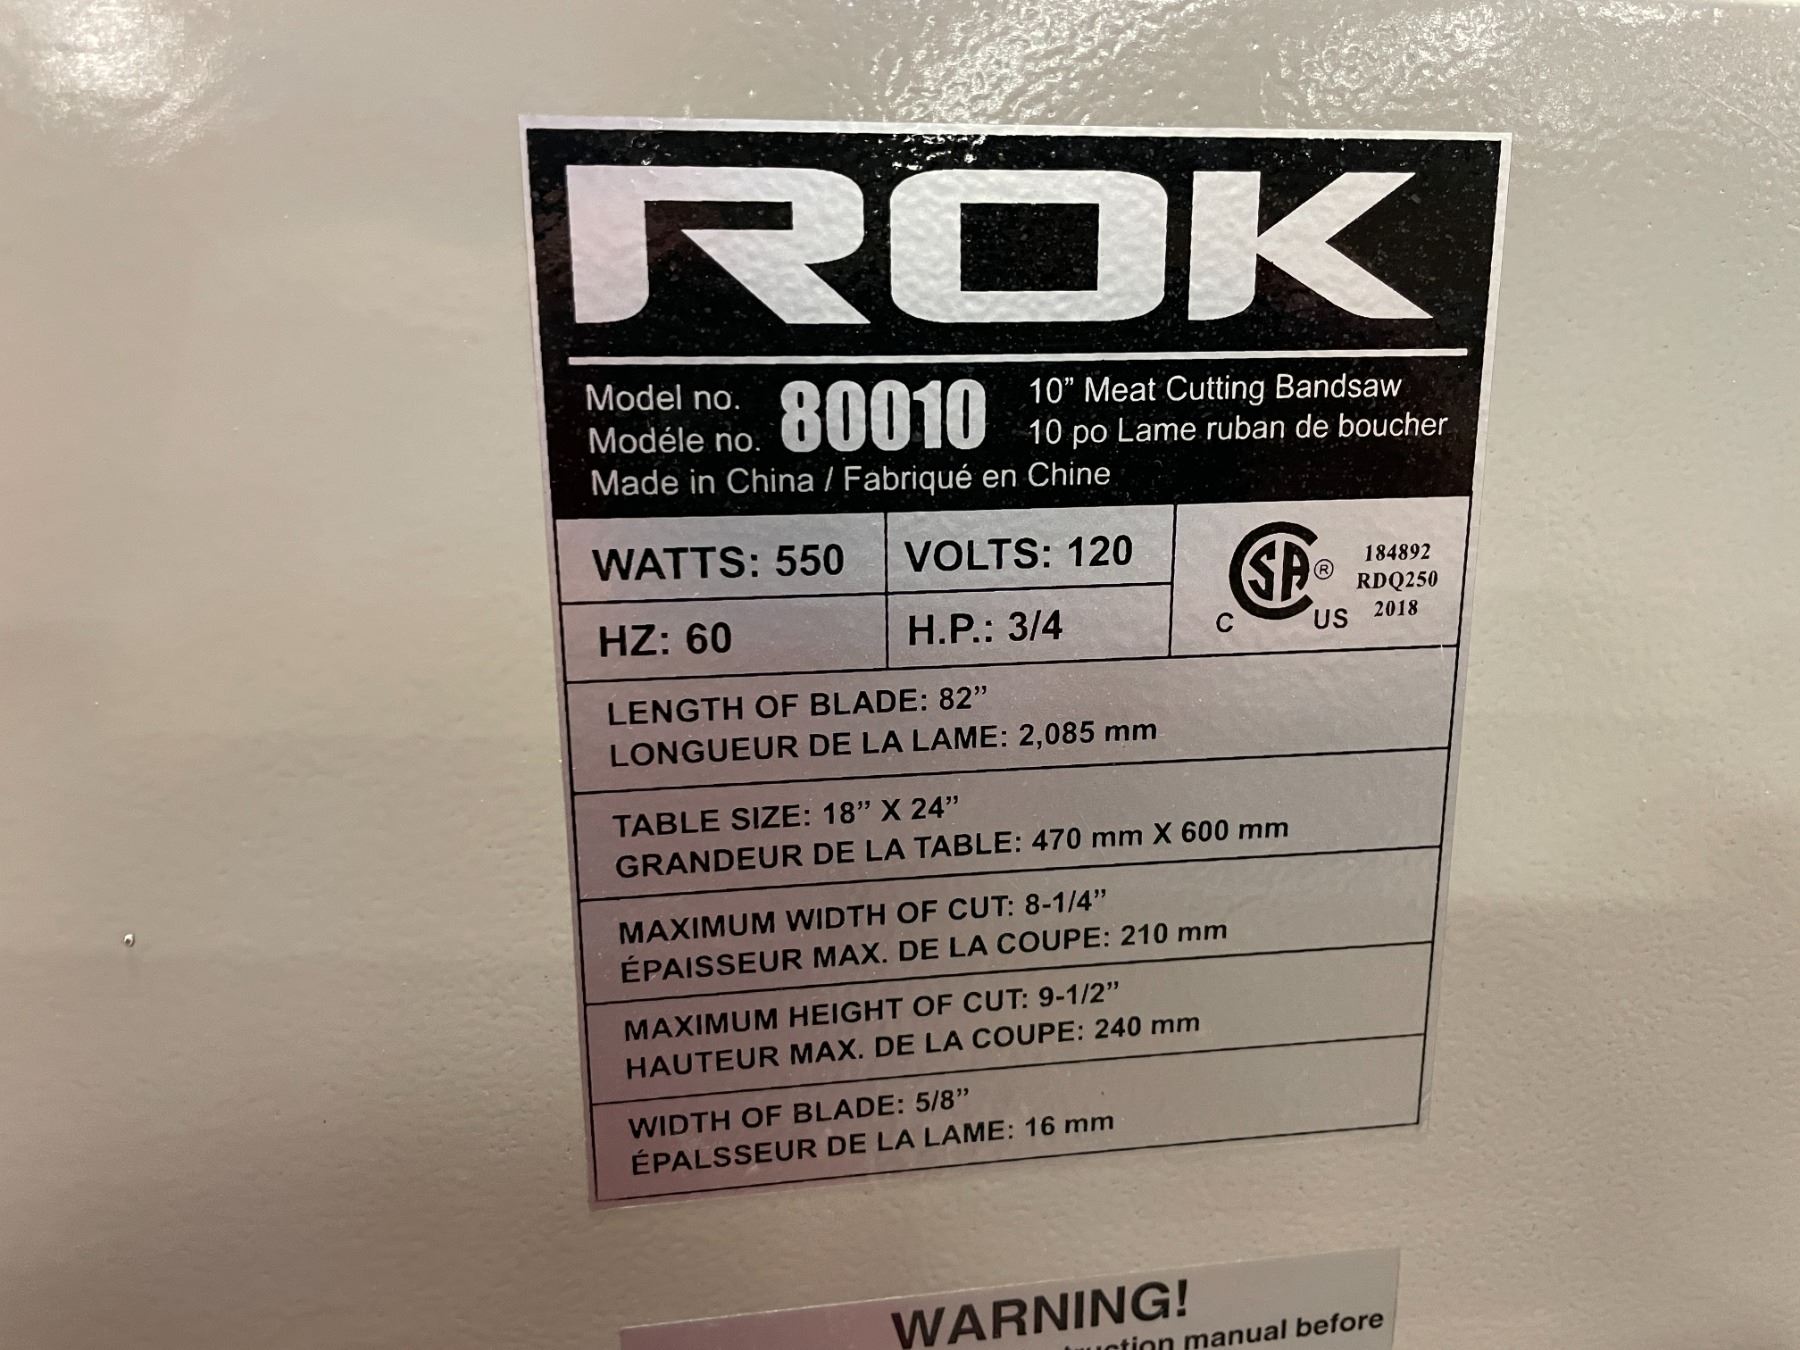 ROK
Model no. 80010 10” Meat Cutting Bandsaw
Modéle no. 10 po Lame ruban de boucher
Made in China / Fabriqué en Chine
WATTS: 550
VOLTS: 120
HZ: 60
H.P.: 3/4
CSA® 184892
RDQ250
C US 2018
LENGTH OF BLADE: 82”
LONGUEUR DE LA LAME: 2,085 mm
TABLE SIZE: 18” X 24”
GRANDEUR DE LA TABLE: 470 mm X 600 mm
MAXIMUM WIDTH OF CUT: 8-1/4”
ÉPAISSEUR MAX. DE LA COUPE: 210 mm
MAXIMUM HEIGHT OF CUT: 9-1/2”
HAUTEUR MAX. DE LA COUPE: 240 mm
WIDTH OF BLADE: 5/8”
ÉPALSSEUR DE LA LAME: 16 mm
WARNING!
manual before